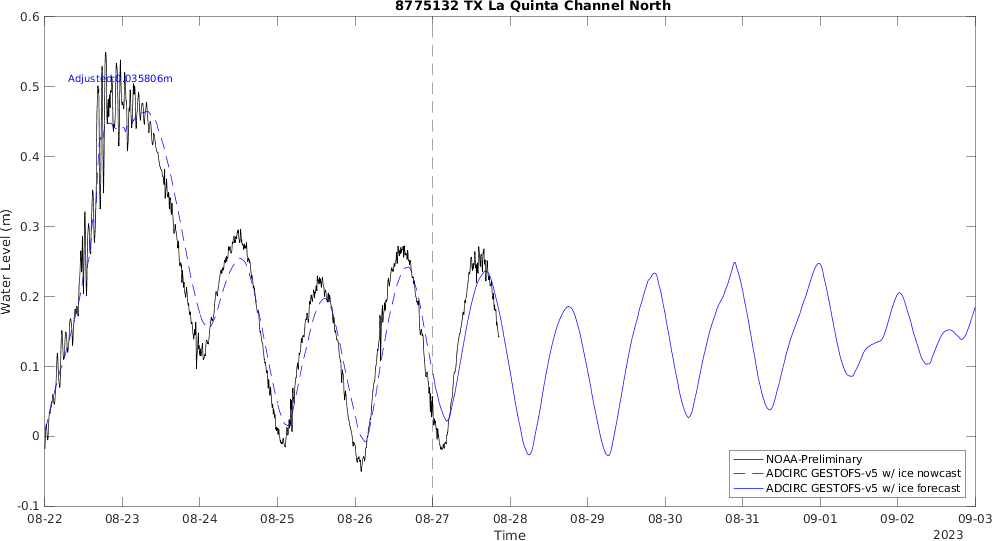 8775132 TX La Quinta Channel North
0.6
0.5
0.4
0.3
0.2
0.1
0
-0.1
Water Level (m)
Adjusted:0.035806m
NOAA-Preliminary
ADCIRC GESTOFS-v5 w/ ice nowcast
ADCIRC GESTOFS-v5 w/ ice forecast
08-22 08-23 08-24 08-25 08-26 08-27 08-28 08-29 08-30 08-31 09-01 09-02 09-03
Time
2023